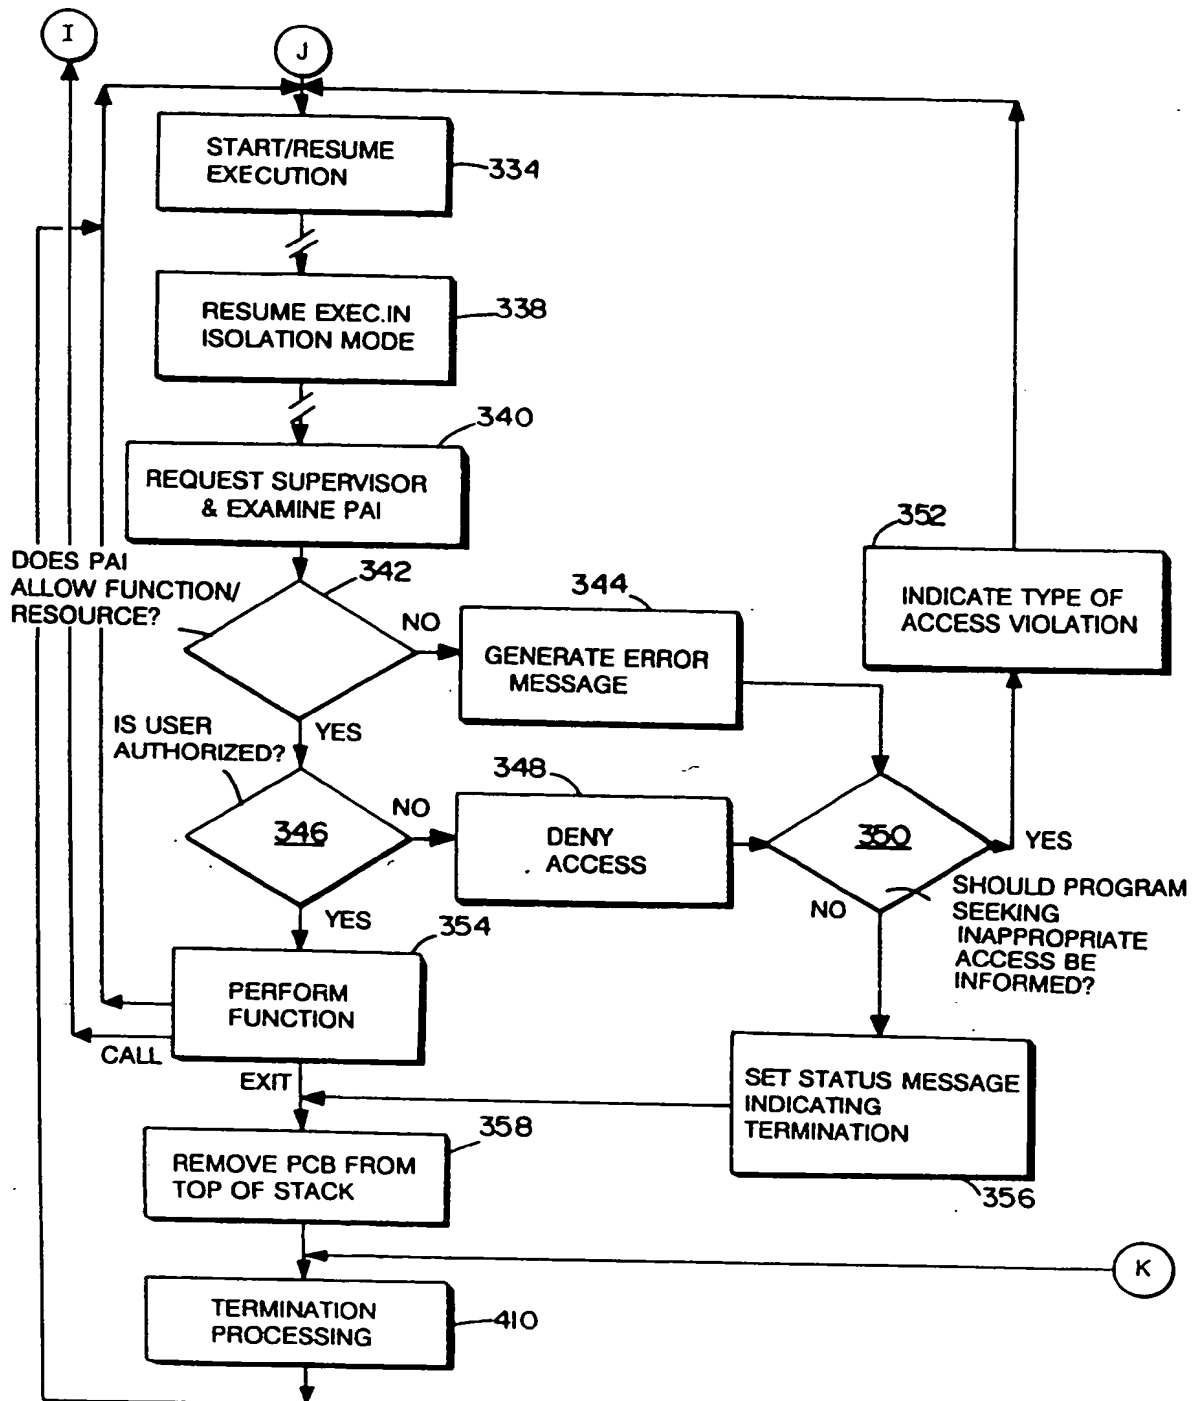 I
J
START/RESUME
EXECUTION
334
RESUME EXEC.IN
ISOLATION MODE
338
340
REQUEST SUPERVISOR
& EXAMINE PAI
352
DOES PAI
ALLOW FUNCTION/
RESOURCE?
342
344
INDICATE TYPE OF
ACCESS VIOLATION
NO
GENERATE ERROR
MESSAGE
YES
IS USER
AUTHORIZED?
348
346
NO
DENY
ACCESS
350
YES
SHOULD PROGRAM
SEEKING
INAPPROPRIATE
ACCESS BE
INFORMED?
NO
YES
354
PERFORM
FUNCTION
CALL
EXIT
SET STATUS MESSAGE
INDICATING
TERMINATION
356
358
REMOVE PCB FROM
TOP OF STACK
K
TERMINATION
PROCESSING
410